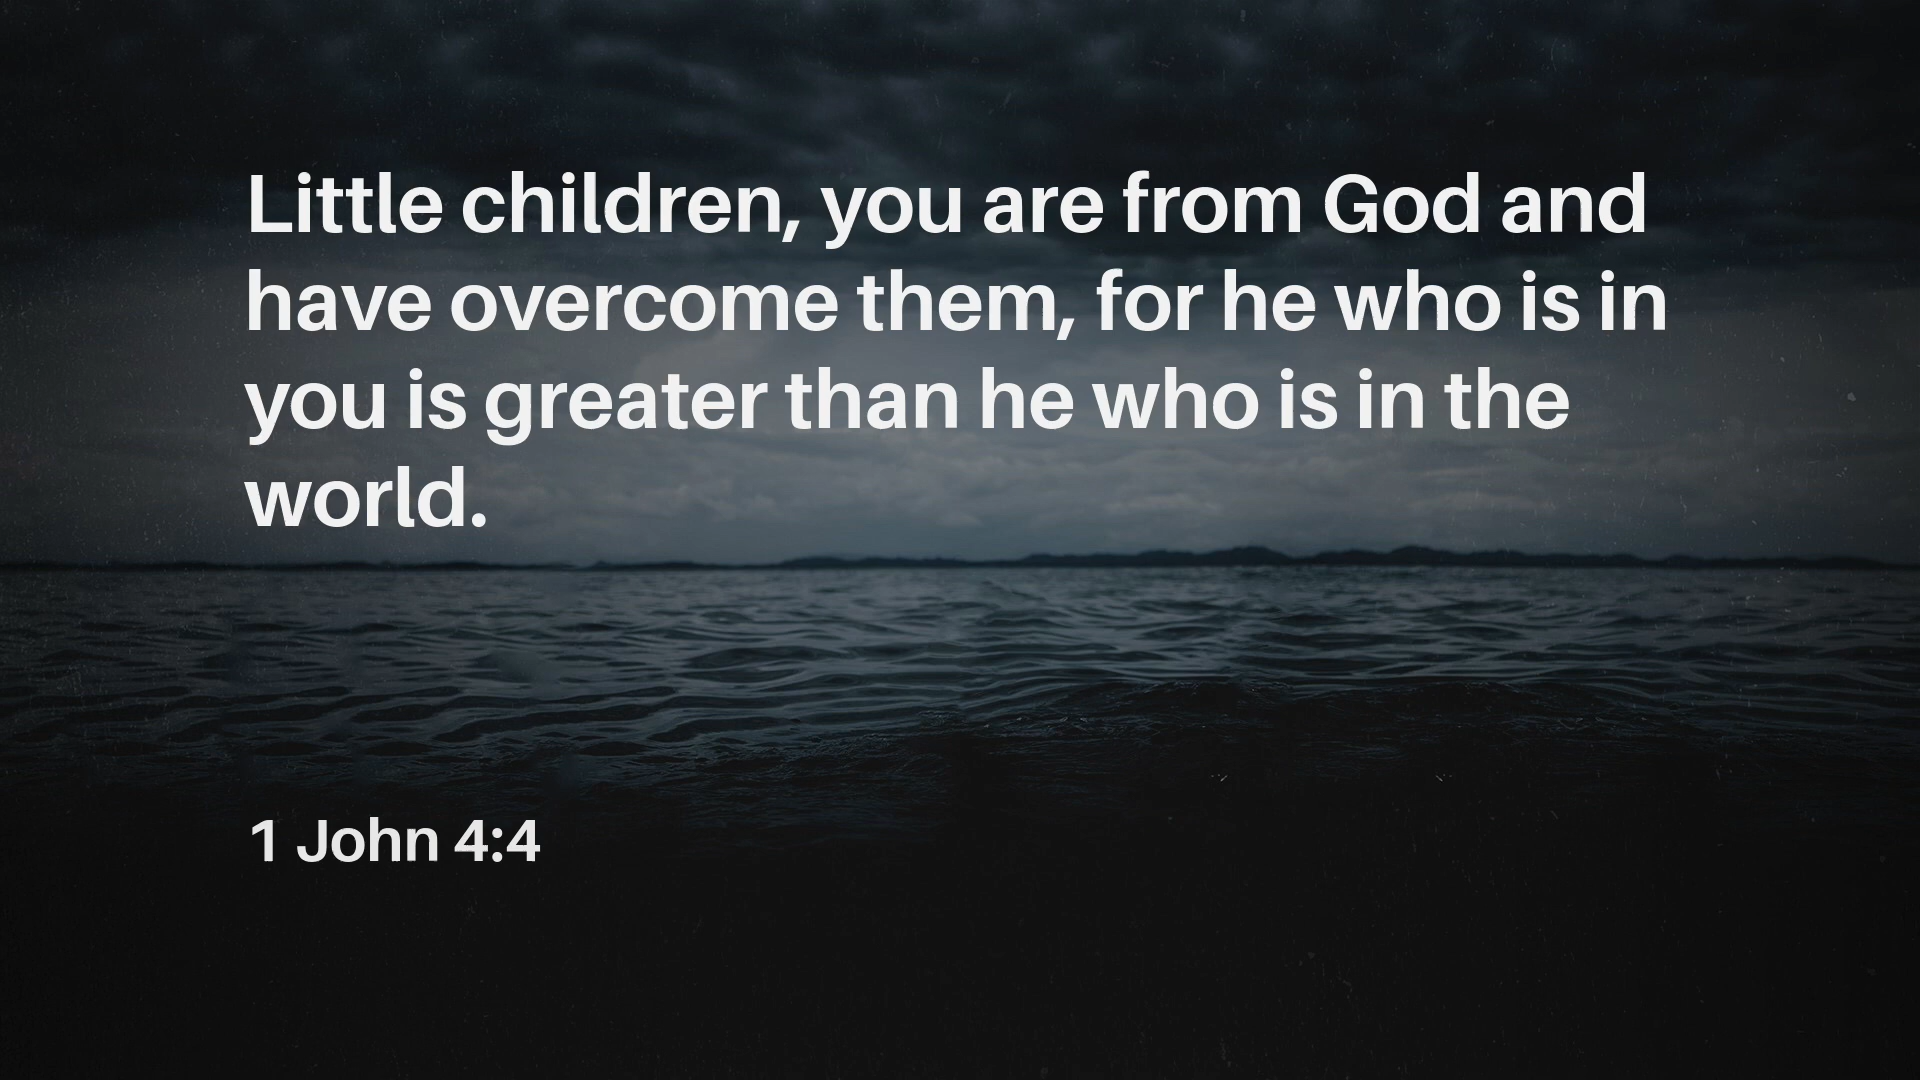 Little children, you are from God and
have overcome them, for he who is in
you is greater than he who is in the
world.
1 John 4:4